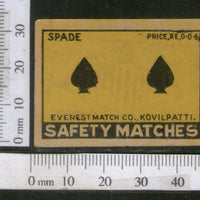 SPADE PRICE,RE,0-0-6
EVEREST MATCH CO., KOVILPATTI.
SAFETY MATCHES
30
20
10
0 mm
0 mm 10 20 30 40